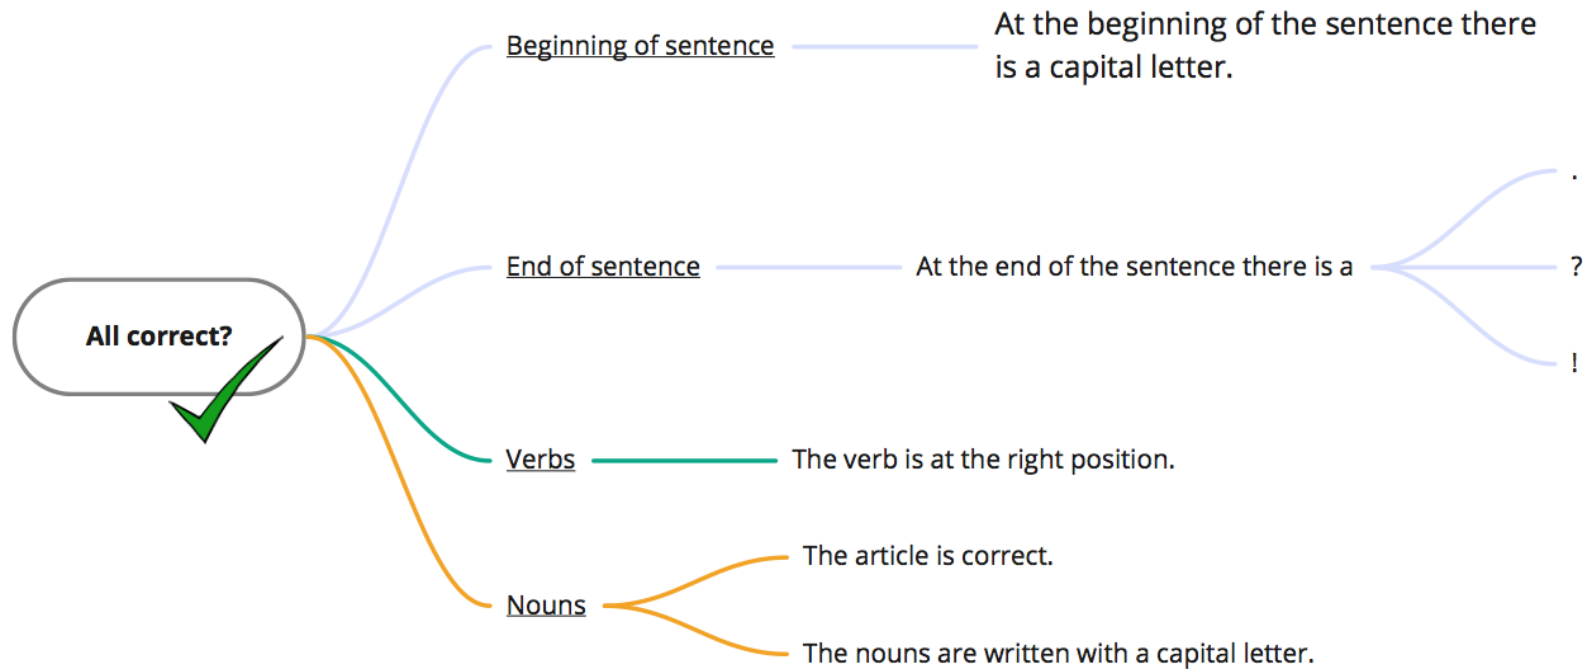 All correct?
Beginning of sentence
At the beginning of the sentence there
is a capital letter.
End of sentence
At the end of the sentence there is a
.
?
!
Verbs
The verb is at the right position.
Nouns
The article is correct.
The nouns are written with a capital letter.